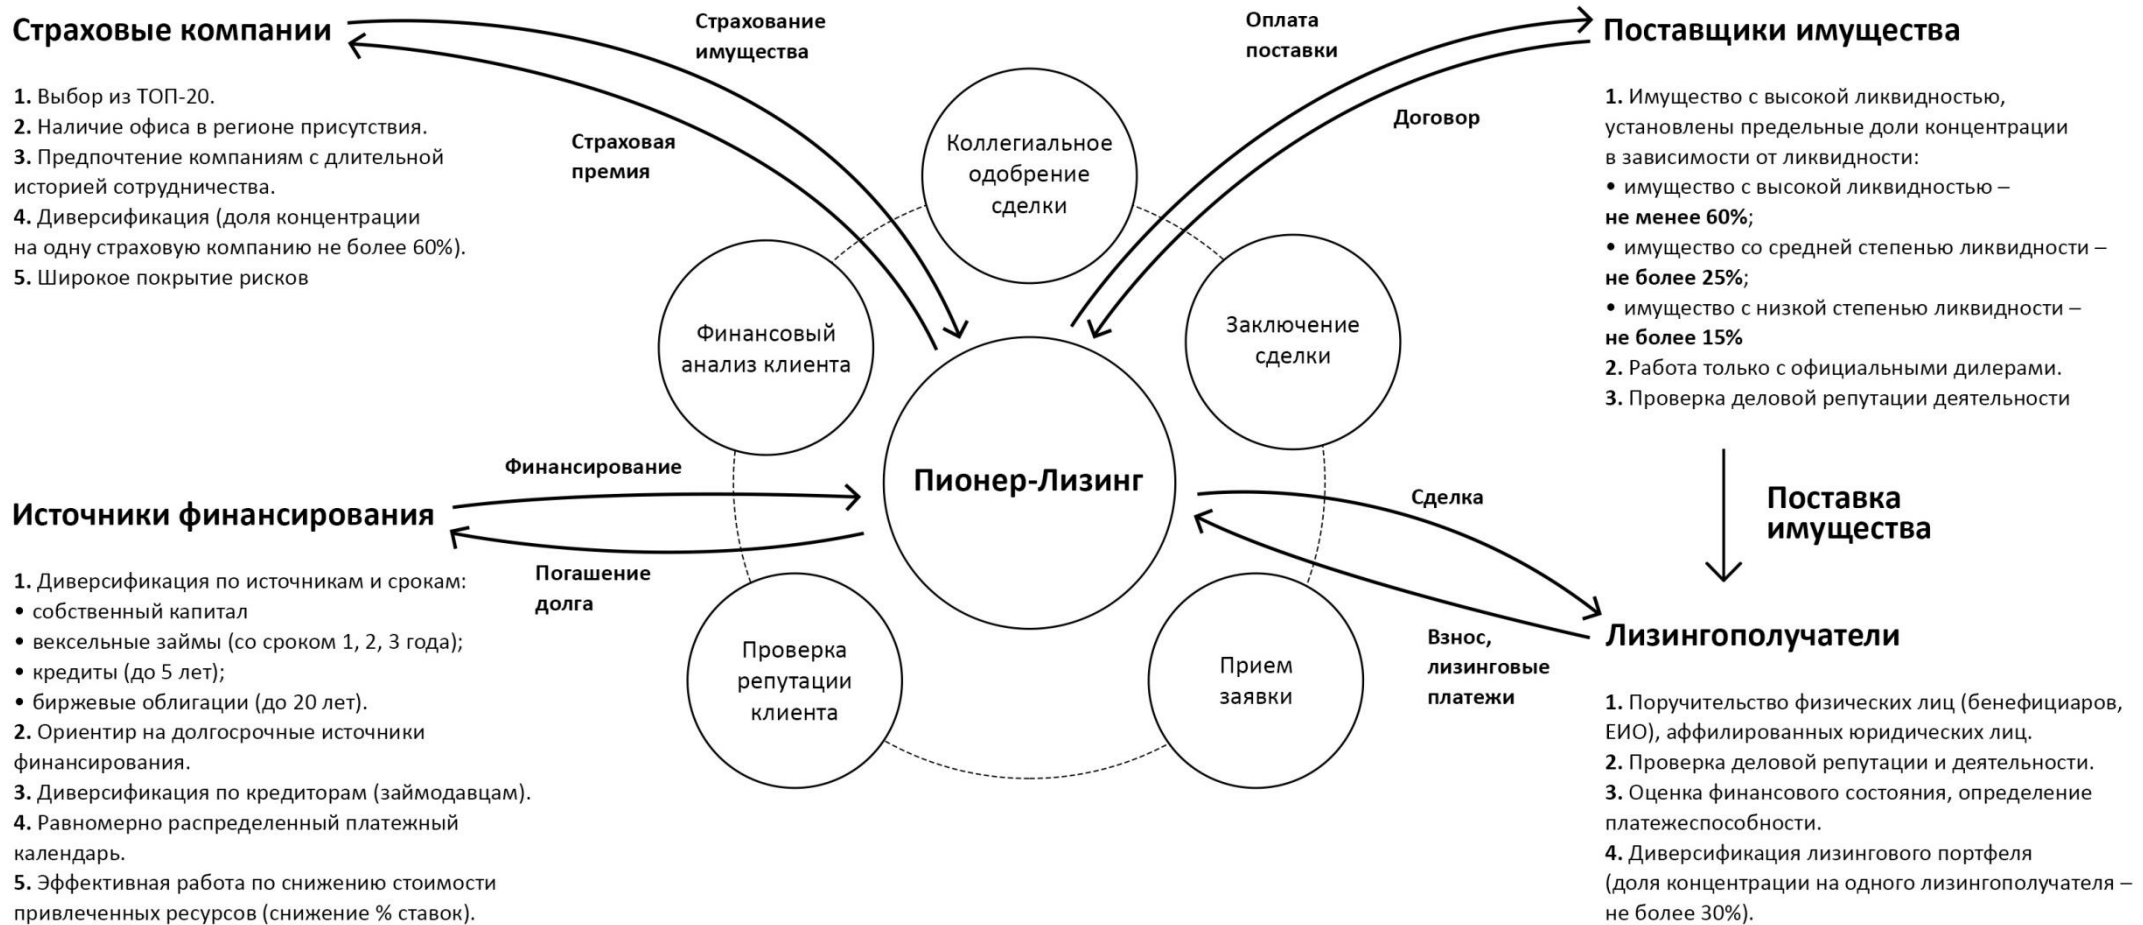 Страховые компании
1. Выбор из ТОП-20.
2. Наличие офиса в регионе присутствия.
3. Предпочтение компаниям с длительной
историей сотрудничества.
4. Диверсификация (доля концентрации
на одну страховую компанию не более 60%).
5. Широкое покрытие рисков
Страхование
имущества
Страховая
премия
Оплата
поставки
Договор
Поставщики имущества
1. Имущество с высокой ликвидностью,
установлены предельные доли концентрации
в зависимости от ликвидности:
• имущество с высокой ликвидностью –
не менее 60%;
• имущество со средней степенью ликвидности –
не более 25%;
• имущество с низкой степенью ликвидности –
не более 15%
2. Работа только с официальными дилерами.
3. Проверка деловой репутации деятельности
Коллегиальное
одобрение
сделки
Финансовый
анализ клиента
Заключение
сделки
Пионер-Лизинг
Проверка
репутации
клиента
Прием
заявки
Финансирование
Погашение
долга
Сделка
Взнос,
лизинговые
платежи
Поставка
имущества
Источники финансирования
1. Диверсификация по источникам и срокам:
• собственный капитал
• вексельные займы (со сроком 1, 2, 3 года);
• кредиты (до 5 лет);
• биржевые облигации (до 20 лет).
2. Ориентир на долгосрочные источники
финансирования.
3. Диверсификация по кредиторам (займодавцам).
4. Равномерно распределенный платежный
календарь.
5. Эффективная работа по снижению стоимости
привлеченных ресурсов (снижение % ставок).
Лизингополучатели
1. Поручительство физических лиц (бенефициаров,
ЕИО), аффилированных юридических лиц.
2. Проверка деловой репутации и деятельности.
3. Оценка финансового состояния, определение
платежеспособности.
4. Диверсификация лизингового портфеля
(доля концентрации на одного лизингополучателя –
не более 30%).